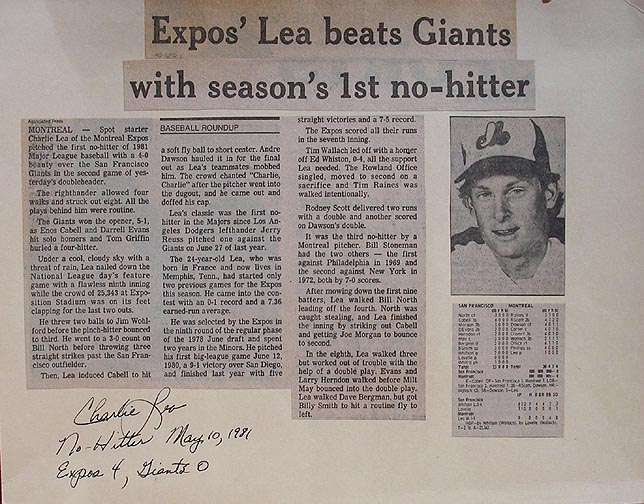 Expos' Lea beats Giants
with season's 1st no-hitter
Associated Press
MONTREAL — Spot starter
Charlie Lea of the Montreal Expos
pitched the first no-hitter of 1981
Major League baseball with a 4-0
beauty over the San Francisco
Giants in the second game of yes-
terday's doubleheader.
The righthander allowed four
walks and struck out eight. All the
plays behind him were routine.
The Giants won the opener, 5-1,
as Enos Cabell and Darrell Evans
hit solo homers and Tom Griffin
hurled a four-hitter.
Under a cool, cloudy sky with a
threat of rain, Lea nailed down the
National League day's feature
game with a flawless ninth inning
while the crowd of 25,343 at Expo-
sition Stadium was on its feet
clapping for the last two outs.
He threw two balls to Jim Wohl-
ford before the pinch-hitter bounced
to third. He went to a 3-0 count on
Bill North before throwing three
straight strikes past the San Fran-
cisco outfielder.
Then, Lea induced Cabell to hit
BASEBALL ROUNDUP
a soft fly ball to short center. Andre
Dawson hauled it in for the final
out as Lea's teammates mobbed
him. The crowd chanted "Charlie,
Charlie" after the pitcher went into
the dugout, and he came out and
doffed his cap.
Lea's classic was the first no-
hitter in the Majors since Los An-
geles Dodgers lefthander Jerry
Reuss pitched one against the
Giants on June 27 of last year.
The 24-year-old Lea, who was
born in France and now lives in
Memphis, Tenn., had started only
two previous games for the Expos
this season. He came into the con-
test with an 0-1 record and a 7.36
earned-run average.
He was selected by the Expos in
the ninth round of the regular phase
of the 1978 June draft and spent
two years in the Minors. He pitched
his first big-league game June 12,
1980, a 9-1 victory over San Diego,
and finished last year with five
straight victories and a 7-5 record.
The Expos scored all their runs
in the seventh inning.
Tim Wallach led off with a homer
off Ed Whiston, 0-4, all the support
Lea needed. The Rowland Office
singled, moved to second on a
sacrifice and Tim Raines was
walked intentionally.
Rodney Scott delivered two runs
with a double and another scored
on Dawson's double.
It was the third no-hitter by a
Montreal pitcher. Bill Stoneman
had the two others — the first
against Philadelphia in 1969 and
the second against New York in
1972, both by 7-0 scores.
After mowing down the first nine
batters, Lea walked Bill North
leading off the fourth. North was
caught stealing, and Lea finished
the inning by striking out Cabell
and getting Joe Morgan to bounce
to second.
In the eighth, Lea walked three
but worked out of trouble with the
help of a double play. Evans and
Larry Herndon walked before Milt
May bounced into the double play.
Lea walked Dave Bergman, but got
Billy Smith to hit a routine fly to
left.
SAN FRANCISCO MONTREAL
Charlie Lea
No-Hitter May 10, 1981
Expos 4, Giants 0